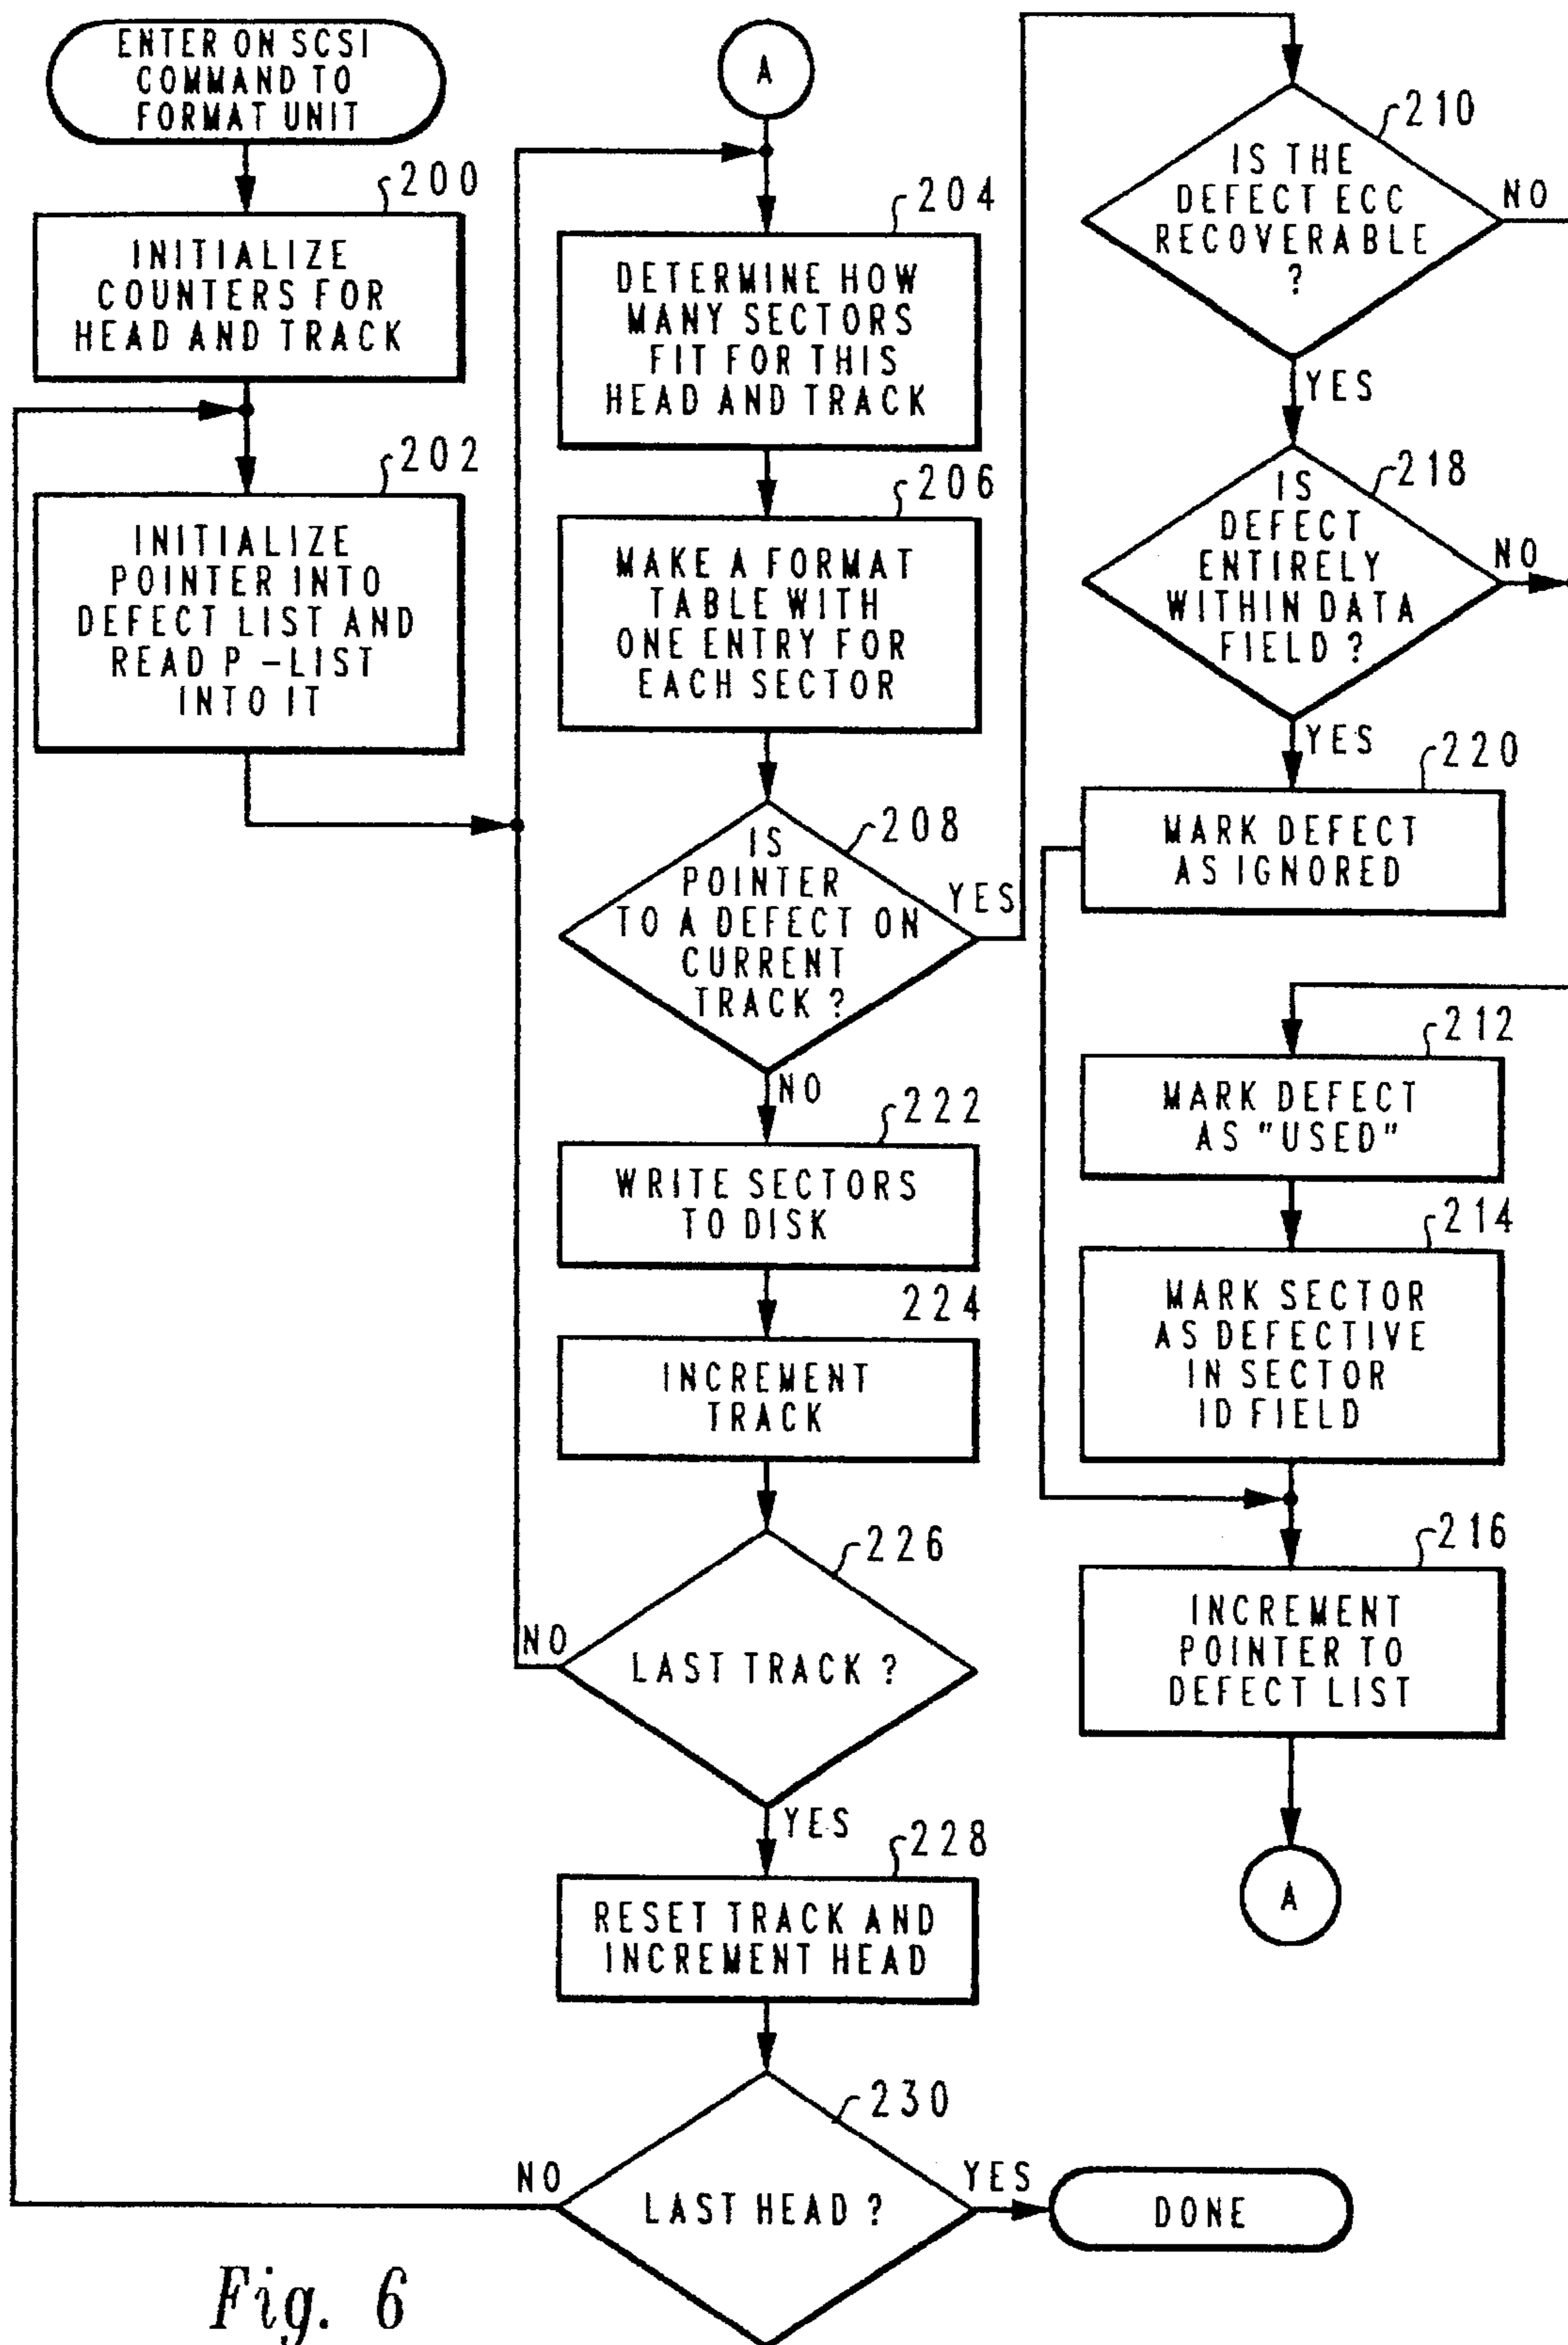 ENTER ON SCSI
COMMAND TO
FORMAT UNIT
200
INITIALIZE
COUNTERS FOR
HEAD AND TRACK
202
INITIALIZE
POINTER INTO
DEFECT LIST AND
READ P-LIST
INTO IT
A
204
DETERMINE HOW
MANY SECTORS
FIT FOR THIS
HEAD AND TRACK
206
MAKE A FORMAT
TABLE WITH
ONE ENTRY FOR
EACH SECTOR
208
IS
POINTER
TO A DEFECT ON
CURRENT
TRACK ?
YES
NO
222
WRITE SECTORS
TO DISK
224
INCREMENT
TRACK
226
LAST TRACK ?
NO
YES
228
RESET TRACK AND
INCREMENT HEAD
230
LAST HEAD ?
NO
YES
DONE
210
IS THE
DEFECT ECC
RECOVERABLE
?
NO
YES
218
IS
DEFECT
ENTIRELY
WITHIN DATA
FIELD ?
NO
YES
220
MARK DEFECT
AS IGNORED
212
MARK DEFECT
AS "USED"
214
MARK SECTOR
AS DEFECTIVE
IN SECTOR
ID FIELD
216
INCREMENT
POINTER TO
DEFECT LIST
A
Fig. 6